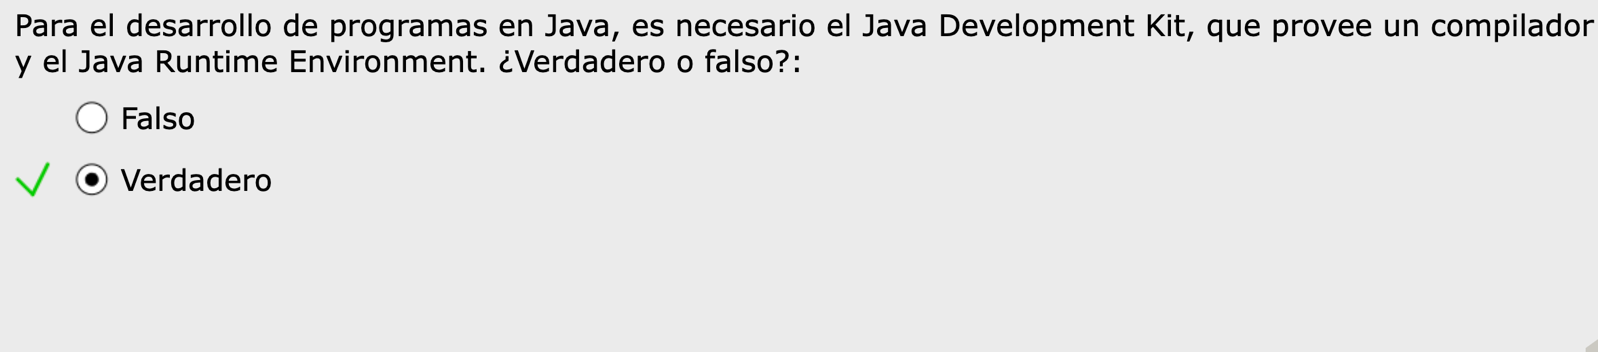 Para el desarrollo de programas en Java, es necesario el Java Development Kit, que provee un compilador
y el Java Runtime Environment. ¿Verdadero o falso?:
Falso
Verdadero